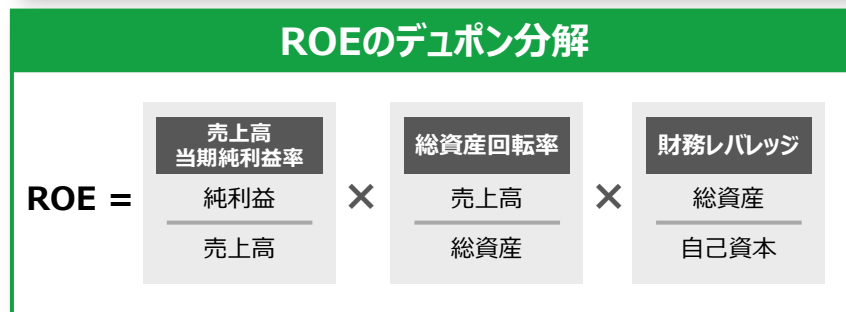 ROEのデュポン分解
ROE =
売上高
当期純利益率
純利益
売上高
×
総資産回転率
売上高
総資産
×
財務レバレッジ
総資産
自己資本